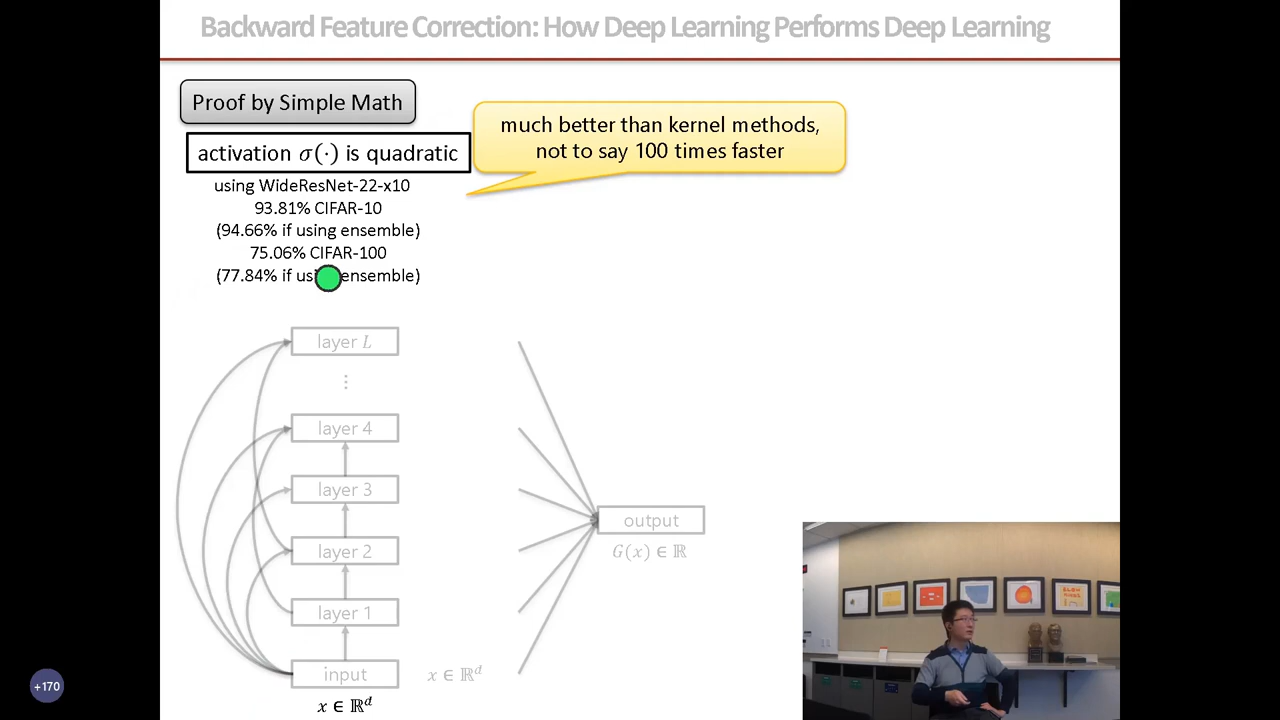 Backward Feature Correction: How Deep Learning Performs Deep Learning
Proof by Simple Math
much better than kernel methods,
not to say 100 times faster
activation σ(·) is quadratic
using WideResNet-22-x10
93.81% CIFAR-10
(94.66% if using ensemble)
75.06% CIFAR-100
(77.84% if usi ensemble)
layer L
⋮
layer 4
layer 3
layer 2
layer 1
input
x ∈ ℝᵈ
x ∈ ℝᵈ
output
G(x) ∈ ℝ
+170